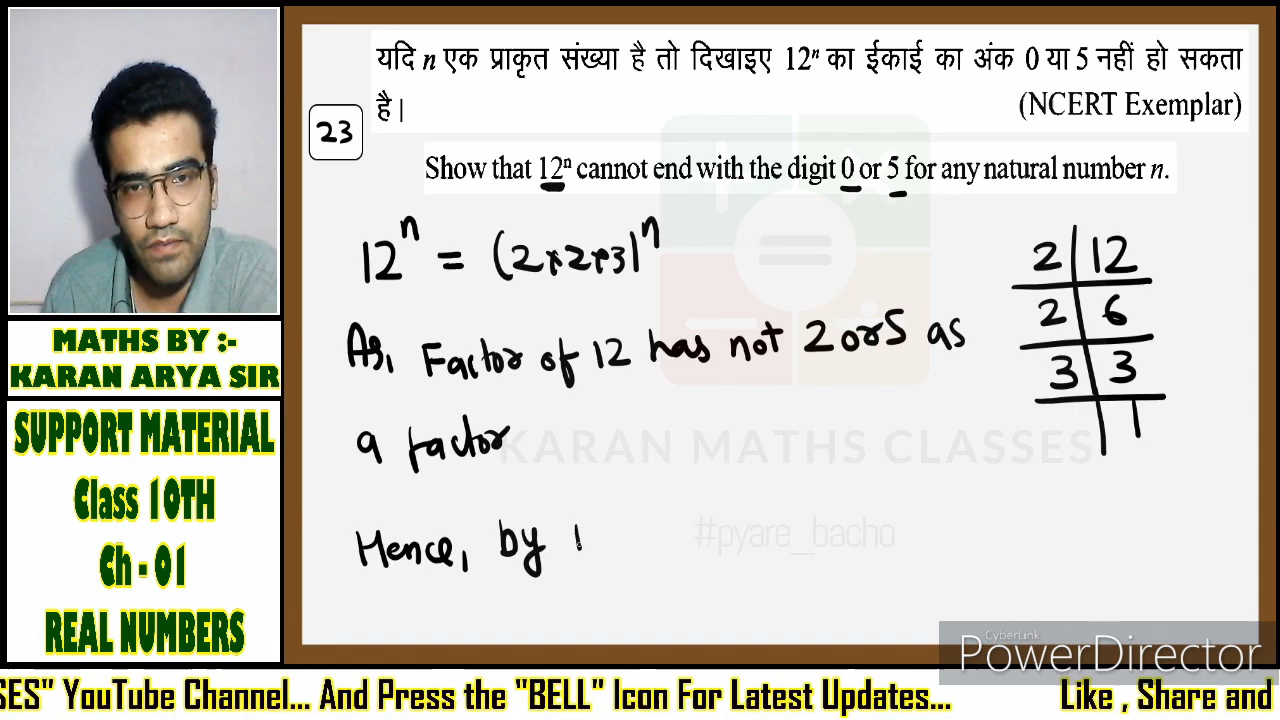 यदि n एक प्राकृत संख्या है तो दिखाइए 12ⁿ का ईकाई का अंक 0 या 5 नहीं हो सकता
है|
(NCERT Exemplar)
23
Show that 12ⁿ cannot end with the digit 0 or 5 for any natural number n.
12ⁿ = (2×2×3)ⁿ
As, Factor of 12 has not 2 or 5 as
a factor
Hence, by
2 | 12
2 | 6
3 | 3
| 1
KARAN MATHS CLASSES
#pyare_bacho
MATHS BY :-
KARAN ARYA SIR
SUPPORT MATERIAL
Class 10TH
Ch - 01
REAL NUMBERS
CyberLink
PowerDirector
SES" YouTube Channel... And Press the "BELL" Icon For Latest Updates...
Like , Share and